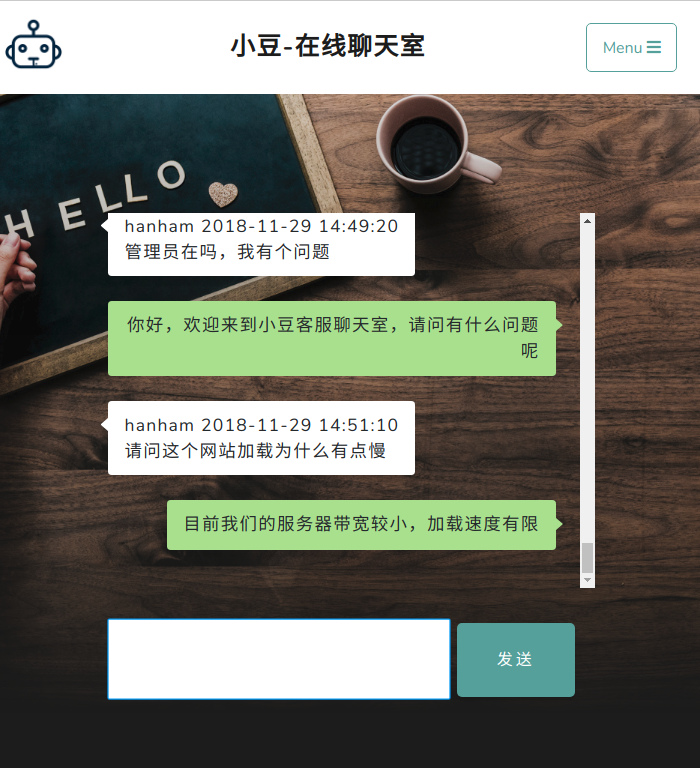 小豆-在线聊天室
Menu
HELLO
hanham 2018-11-29 14:49:20
管理员在吗，我有个问题
你好，欢迎来到小豆客服聊天室，请问有什么问题
呢
hanham 2018-11-29 14:51:10
请问这个网站加载为什么有点慢
目前我们的服务器带宽较小，加载速度有限
发送